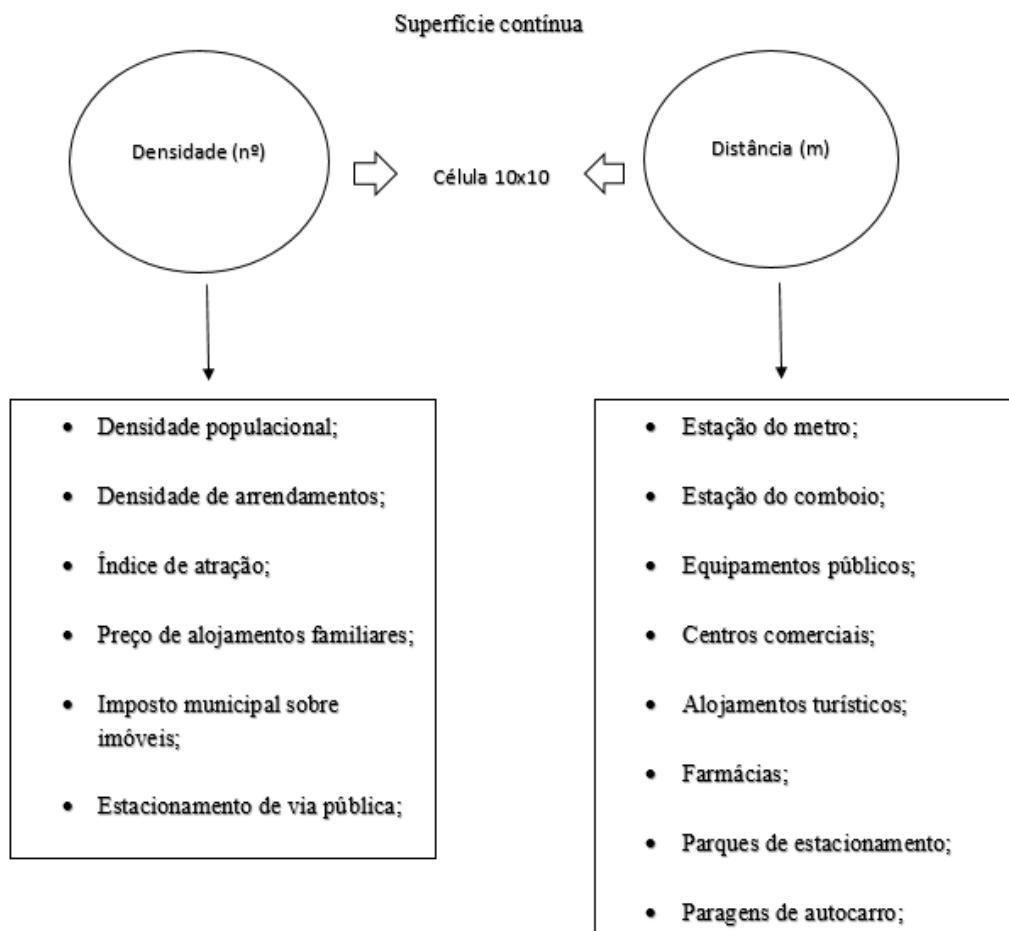 Superfície contínua
Densidade (nº)
Célula 10x10
Distância (m)
• Densidade populacional;
• Densidade de arrendamentos;
• Índice de atração;
• Preço de alojamentos familiares;
• Imposto municipal sobre
imóveis;
• Estacionamento de via pública;
• Estação do metro;
• Estação do comboio;
• Equipamentos públicos;
• Centros comerciais;
• Alojamentos turísticos;
• Farmácias;
• Parques de estacionamento;
• Paragens de autocarro;